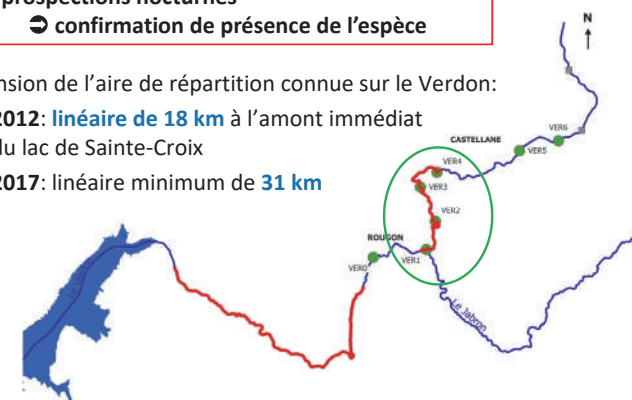 prospections nocturnes
➲ confirmation de présence de l'espèce
nsion de l'aire de répartition connue sur le Verdon:
2012: linéaire de 18 km à l'amont immédiat
du lac de Sainte-Croix
2017: linéaire minimum de 31 km
N
CASTELLANE
VER6
VER5
VER4
VER3
VER2
ROUGON
VER1
VER0
Le Jabron